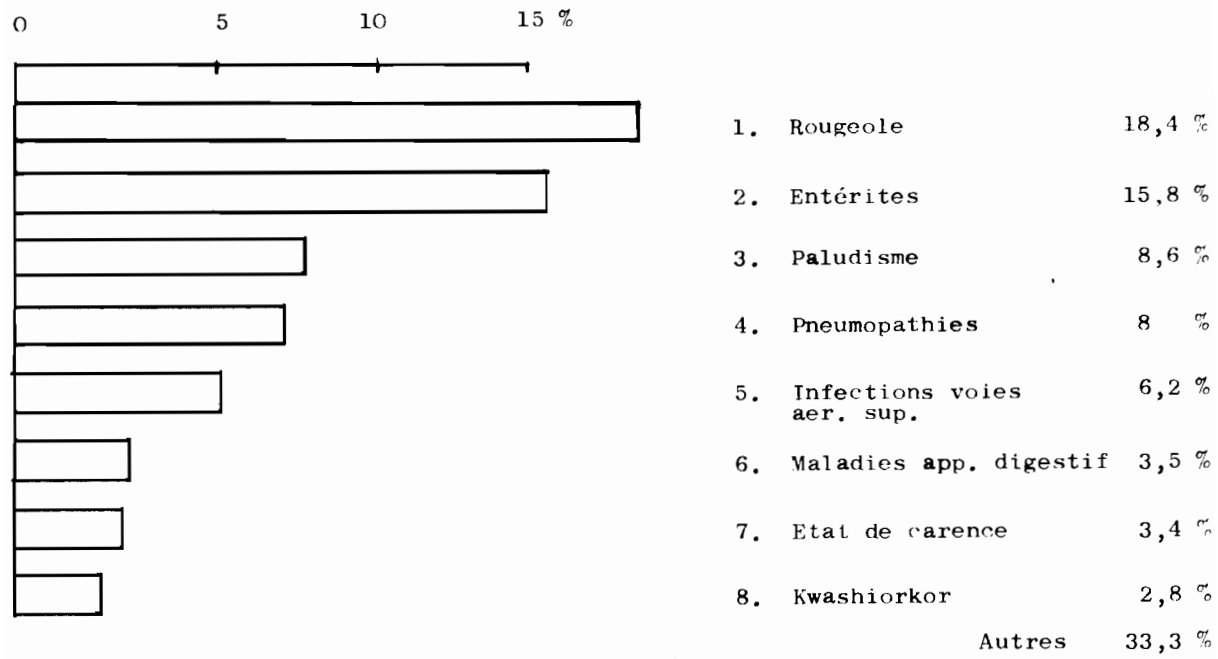 0 5 10 15 %
1. Rougeole 18,4 %
2. Entérites 15,8 %
3. Paludisme 8,6 %
4. Pneumopathies 8 %
5. Infections voies 6,2 %
aer. sup.
6. Maladies app. digestif 3,5 %
7. Etat de carence 3,4 %
8. Kwashiorkor 2,8 %
Autres 33,3 %